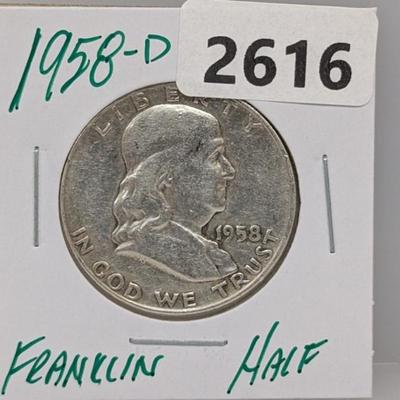 1958-D
2616
LIBERTY
1958
IN GOD WE TRUST
FRANKLIN HALF